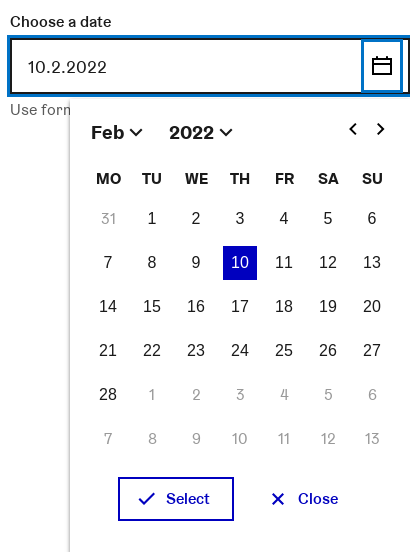 Choose a date
10.2.2022
Use form
Feb 2022
MO TU WE TH FR SA SU
31 1 2 3 4 5 6
7 8 9 10 11 12 13
14 15 16 17 18 19 20
21 22 23 24 25 26 27
28 1 2 3 4 5 6
7 8 9 10 11 12 13
Select Close